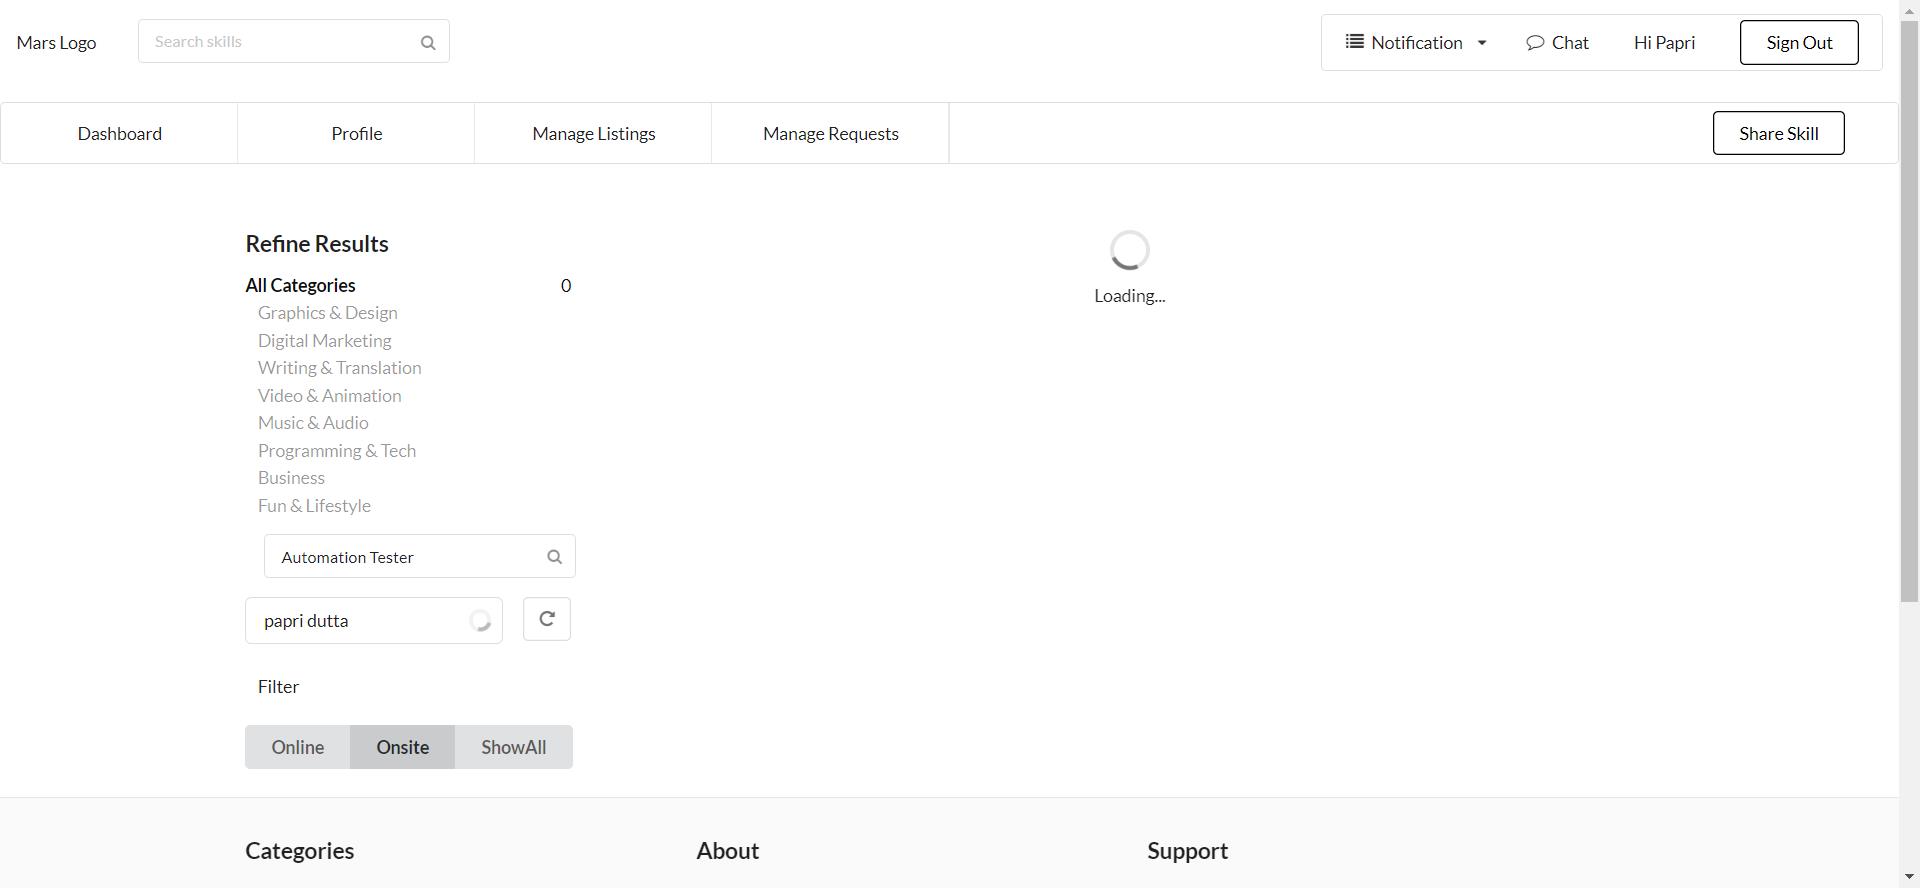 Mars Logo
Search skills
Notification
Chat
Hi Papri
Sign Out
Dashboard
Profile
Manage Listings
Manage Requests
Share Skill
Refine Results
All Categories 0
Graphics & Design
Digital Marketing
Writing & Translation
Video & Animation
Music & Audio
Programming & Tech
Business
Fun & Lifestyle
Automation Tester
papri dutta
Filter
Online
Onsite
ShowAll
Loading...
Categories
About
Support